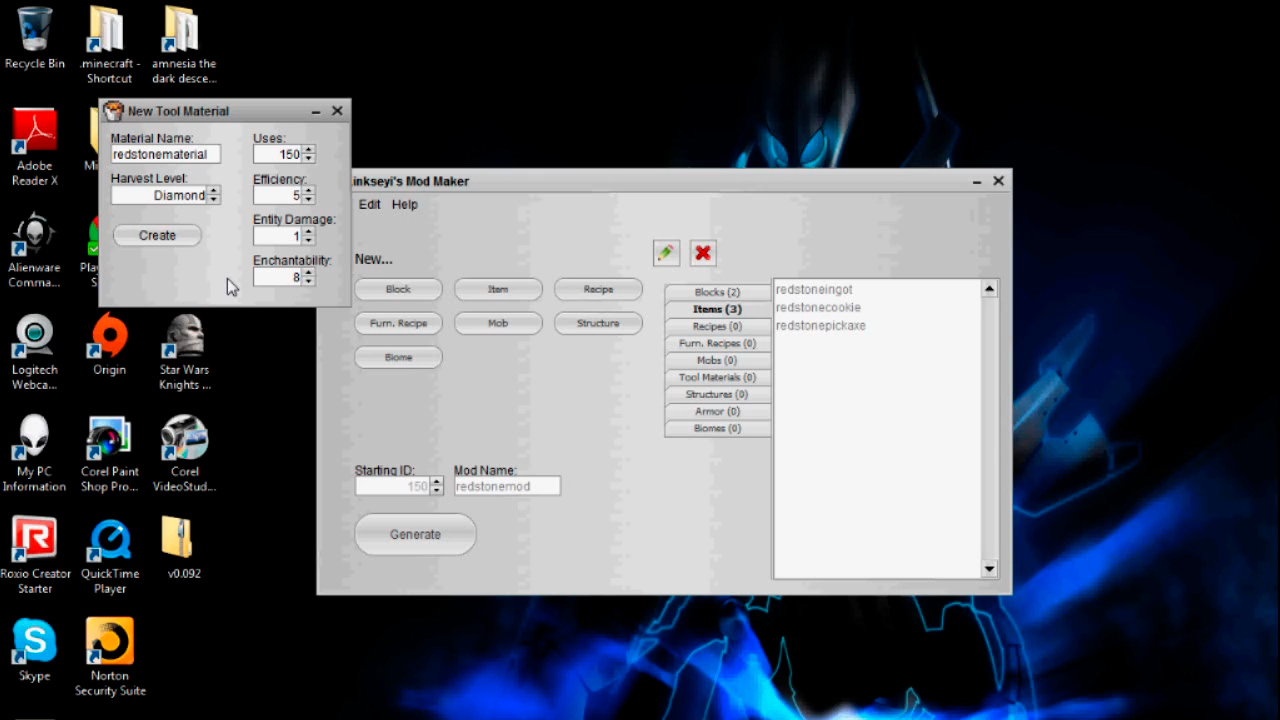 Recycle Bin
.minecraft -
Shortcut
amnesia the
dark desce...
Adobe
Reader X
Mi
Alienware
Comma...
Play
S
Logitech
Webca...
Origin
Star Wars
Knights ...
My PC
Information
Corel Paint
Shop Pro...
Corel
VideoStud...
Roxio Creator
Starter
QuickTime
Player
v0.092
Skype
Norton
Security Suite
New Tool Material
Material Name:
redstonematerial
Harvest Level:
Diamond
Create
Uses:
150
Efficiency:
5
Entity Damage:
1
Enchantability:
8
inkseyi's Mod Maker
Edit Help
New...
Block Item Recipe
Furn. Recipe Mob Structure
Biome
Starting ID:
150
Mod Name:
redstonemod
Generate
Blocks (2)
Items (3)
Recipes (0)
Furn. Recipes (0)
Mobs (0)
Tool Materials (0)
Structures (0)
Armor (0)
Biomes (0)
redstoneingot
redstonecookie
redstonepickaxe